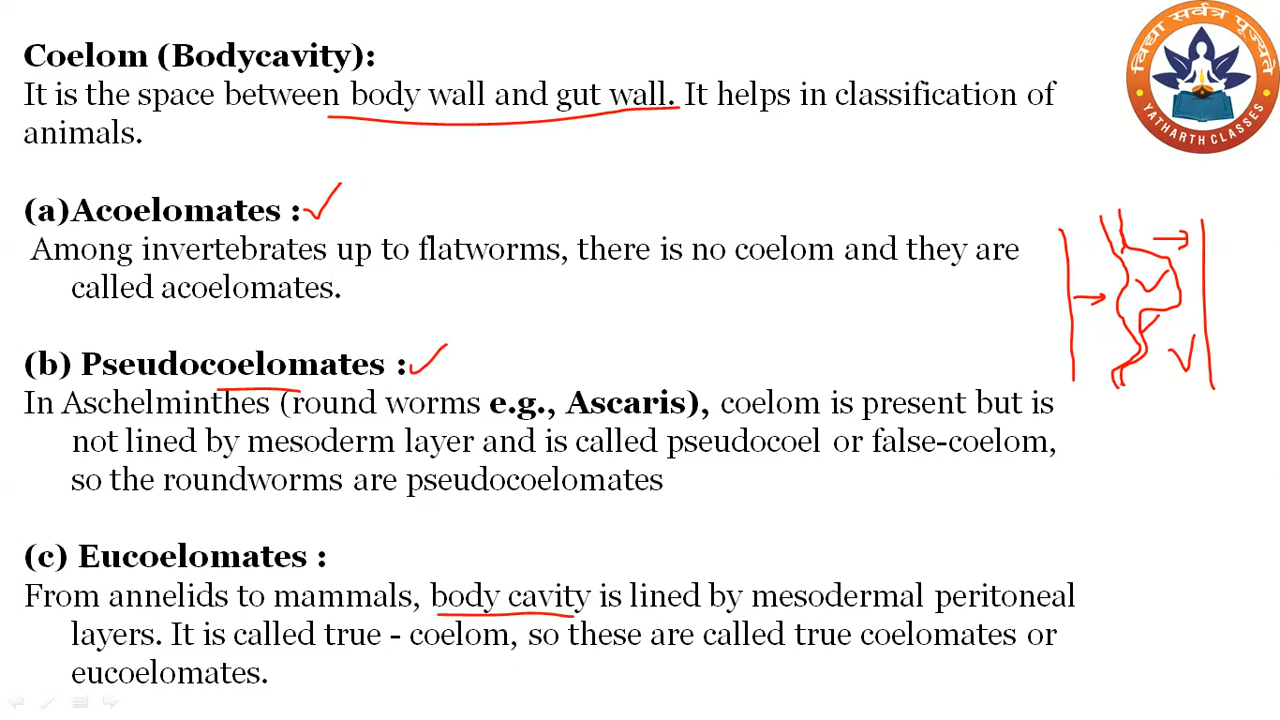 Coelom (Bodycavity):
It is the space between body wall and gut wall. It helps in classification of
animals.
(a)Acoelomates :
Among invertebrates up to flatworms, there is no coelom and they are
called acoelomates.
(b) Pseudocoelomates :
In Aschelminthes (round worms e.g., Ascaris), coelom is present but is
not lined by mesoderm layer and is called pseudocoel or false-coelom,
so the roundworms are pseudocoelomates
(c) Eucoelomates :
From annelids to mammals, body cavity is lined by mesodermal peritoneal
layers. It is called true - coelom, so these are called true coelomates or
eucoelomates.
विद्या सर्वत्र पूज्यते
YATHARTH CLASSES